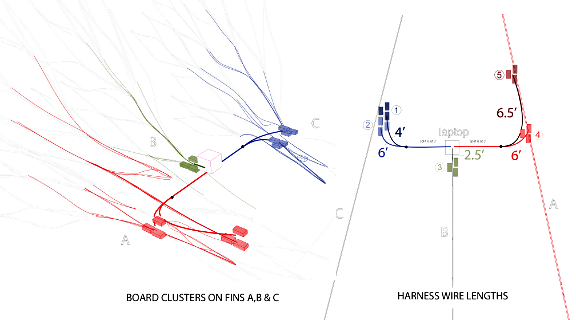 C
B
A
BOARD CLUSTERS ON FINS A,B & C
5
1
2
6.5'
laptop
4
4'
6'
2.5'
6'
3
C
A
B
HARNESS WIRE LENGTHS